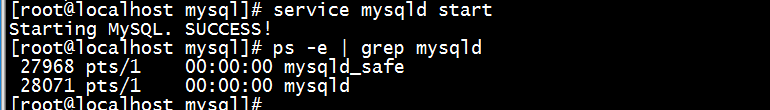 [root@localhost mysql]# service mysqld start
Starting MySQL. SUCCESS!
[root@localhost mysql]# ps -e | grep mysqld
27968 pts/1    00:00:00 mysqld_safe
28071 pts/1    00:00:00 mysqld
[root@localhost mysql]#